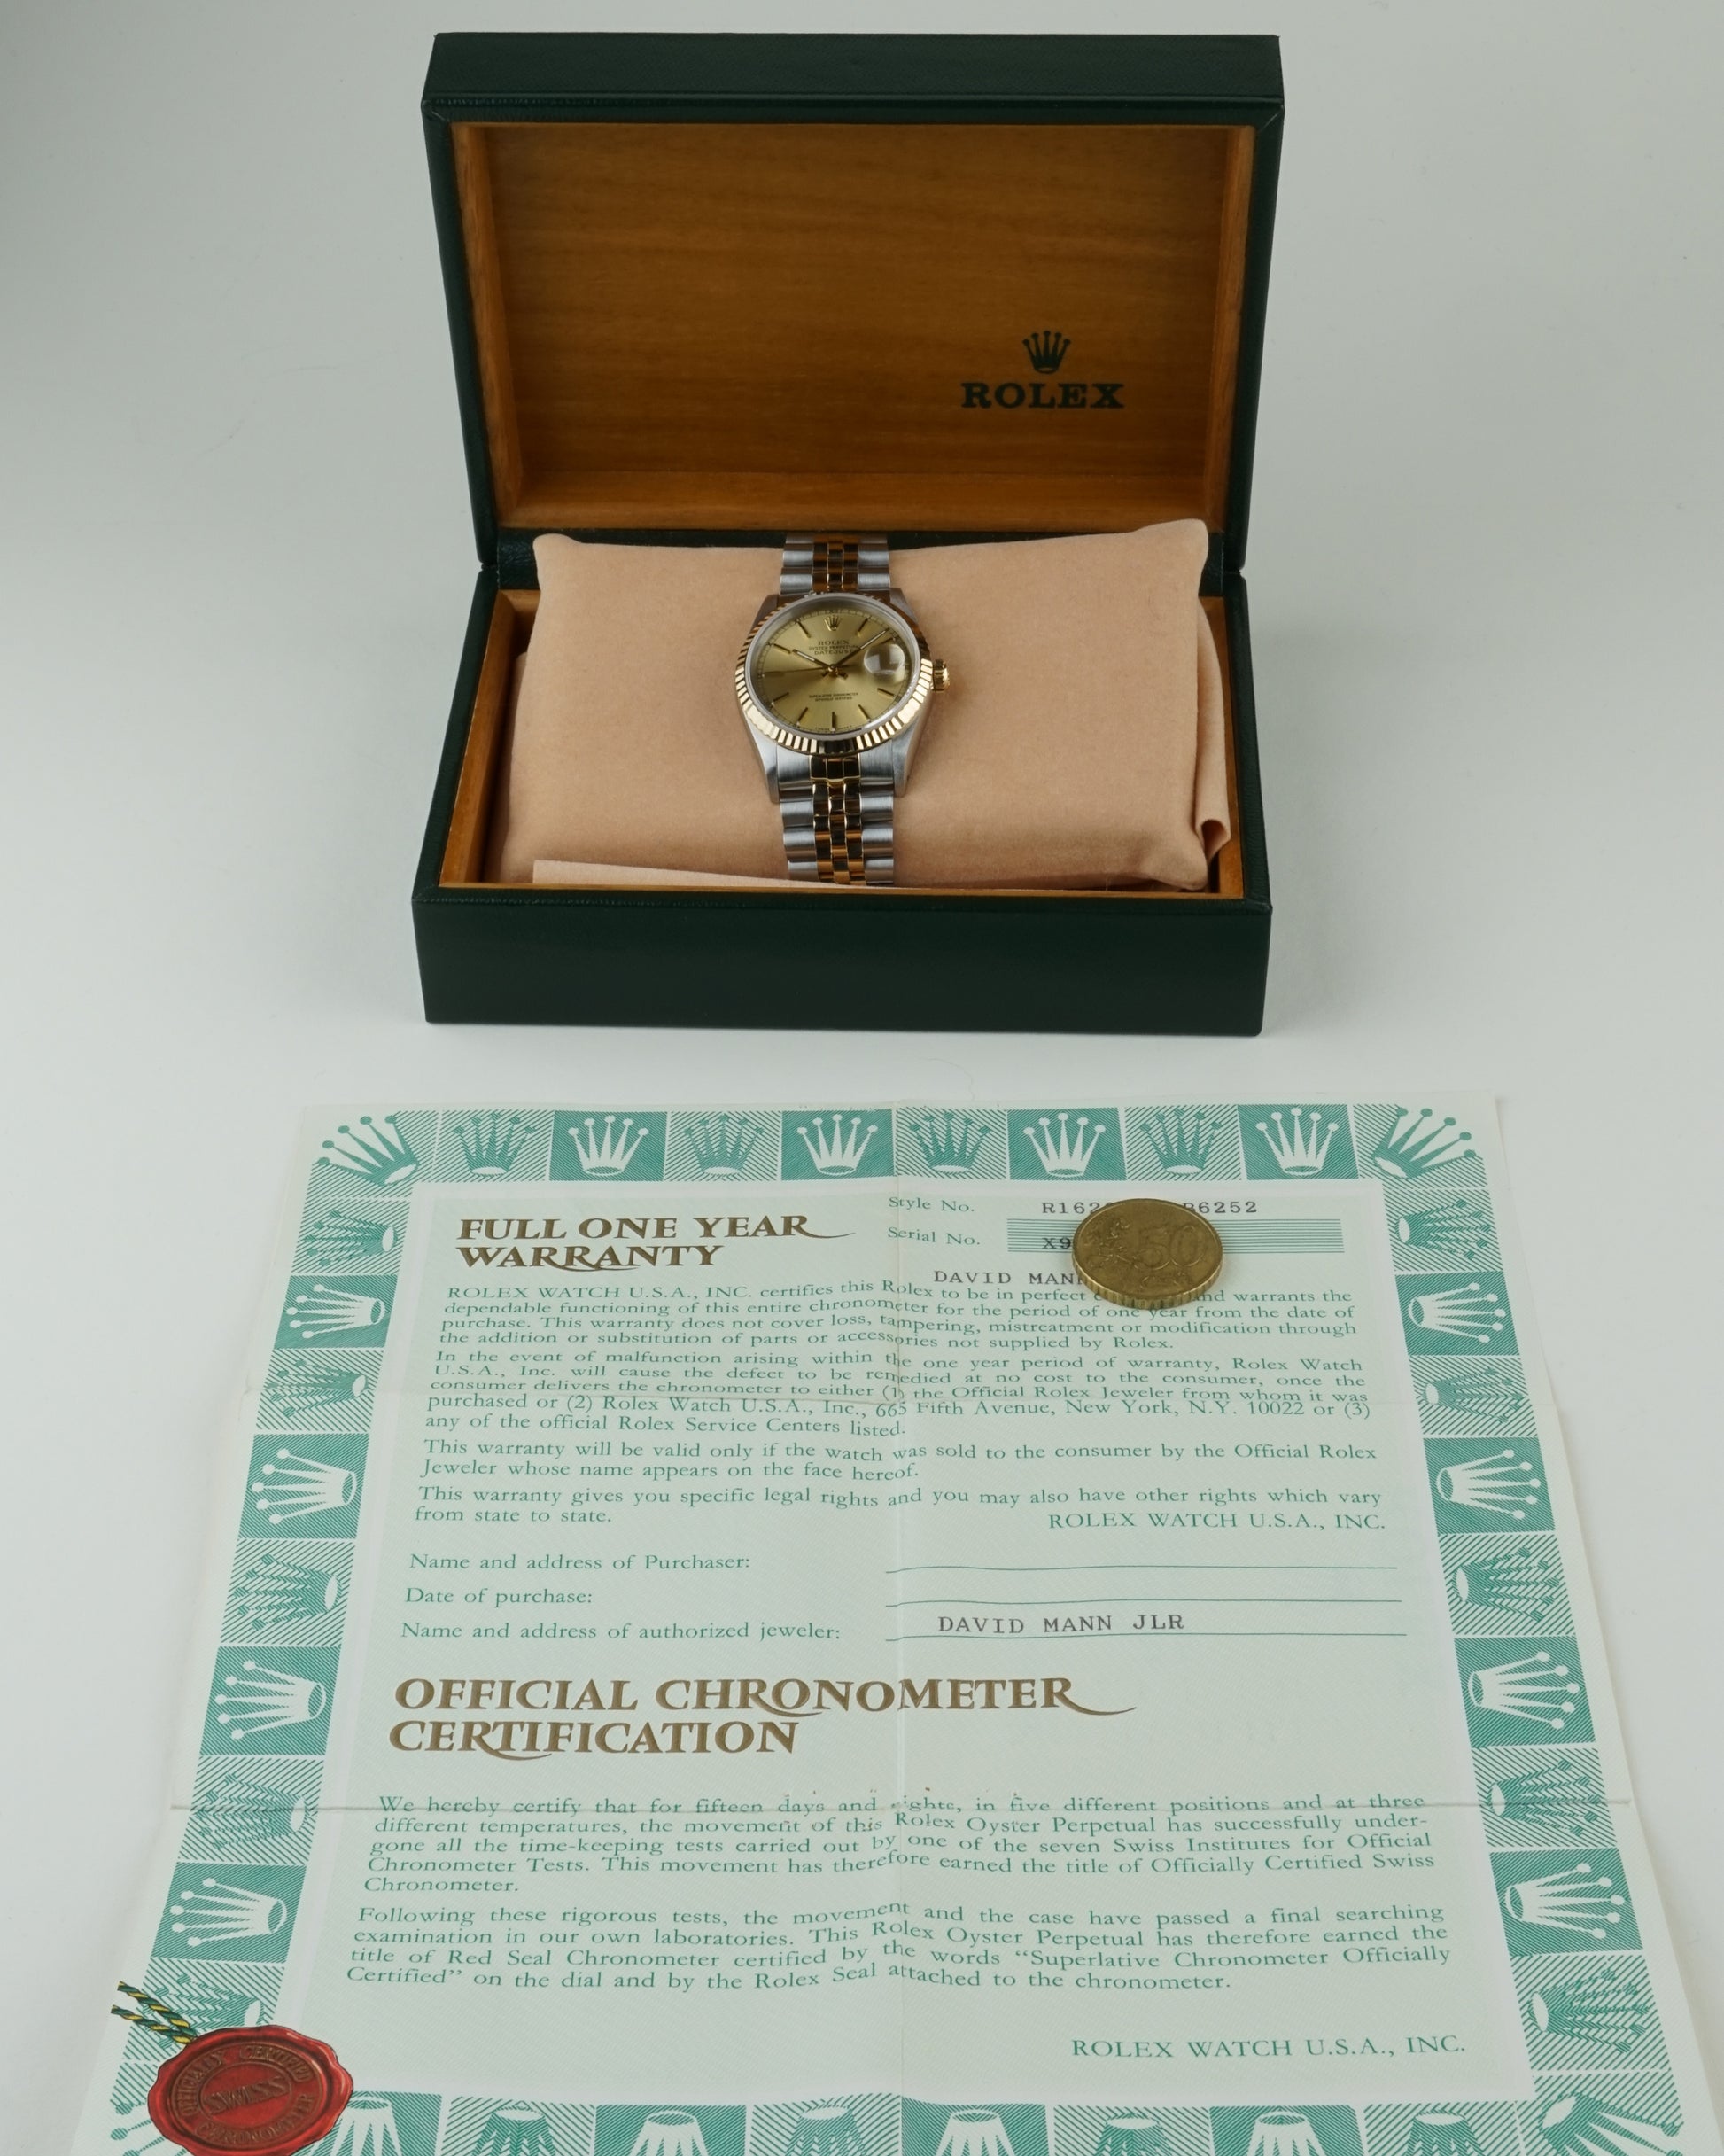 ROLEX
ROLEX
OYSTER PERPETUAL
DATEJUST
Style No. R162 6252
Serial No. X9
50
FULL ONE YEAR
WARRANTY
DAVID MANN
ROLEX WATCH U.S.A., INC. certifies this Rolex to be in perfect and warrants the
dependable functioning of this entire chronometer for the period of one year from the date of
purchase. This warranty does not cover loss, tampering, mistreatment or modification through
the addition or substitution of parts or accessories not supplied by Rolex.
In the event of malfunction arising within the one year period of warranty, Rolex Watch
U.S.A., Inc. will cause the defect to be remedied at no cost to the consumer, once the
consumer delivers the chronometer to either (1) the Official Rolex Jeweler from whom it was
purchased or (2) Rolex Watch U.S.A., Inc., 665 Fifth Avenue, New York, N.Y. 10022 or (3)
any of the official Rolex Service Centers listed.
This warranty will be valid only if the watch was sold to the consumer by the Official Rolex
Jeweler whose name appears on the face hereof.
This warranty gives you specific legal rights and you may also have other rights which vary
from state to state.
ROLEX WATCH U.S.A., INC.
Name and address of Purchaser:
Date of purchase:
Name and address of authorized jeweler: DAVID MANN JLR
OFFICIAL CHRONOMETER
CERTIFICATION
We hereby certify that for fifteen days and nights, in five different positions and at three
different temperatures, the movement of this Rolex Oyster Perpetual has successfully under-
gone all the time-keeping tests carried out by one of the seven Swiss Institutes for Official
Chronometer Tests. This movement has therefore earned the title of Officially Certified Swiss
Chronometer.
Following these rigorous tests, the movement and the case have passed a final searching
examination in our own laboratories. This Rolex Oyster Perpetual has therefore earned the
title of Red Seal Chronometer certified by the words “Superlative Chronometer Officially
Certified” on the dial and by the Rolex Seal attached to the chronometer.
ROLEX WATCH U.S.A., INC.
OFFICIALLY CERTIFIED
SWISS
CHRONOMETER